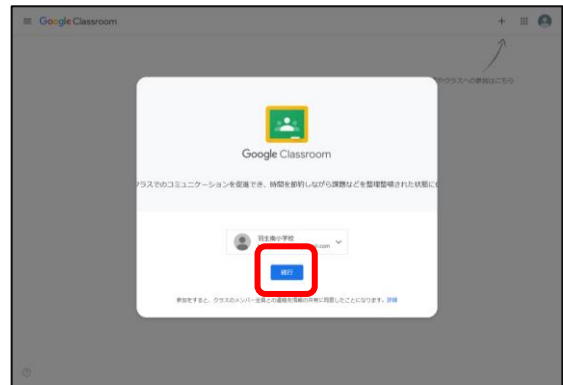 Google Classroom
やクラスへの参加はこちら
Google Classroom
クラスでのコミュニケーションを促進でき、時間を節約しながら課題などを整理整頓された状態に
羽生南小学校
.com
続行
参加をすると、クラスのメンバー全員との連絡先情報の共有に同意したことになります。詳細